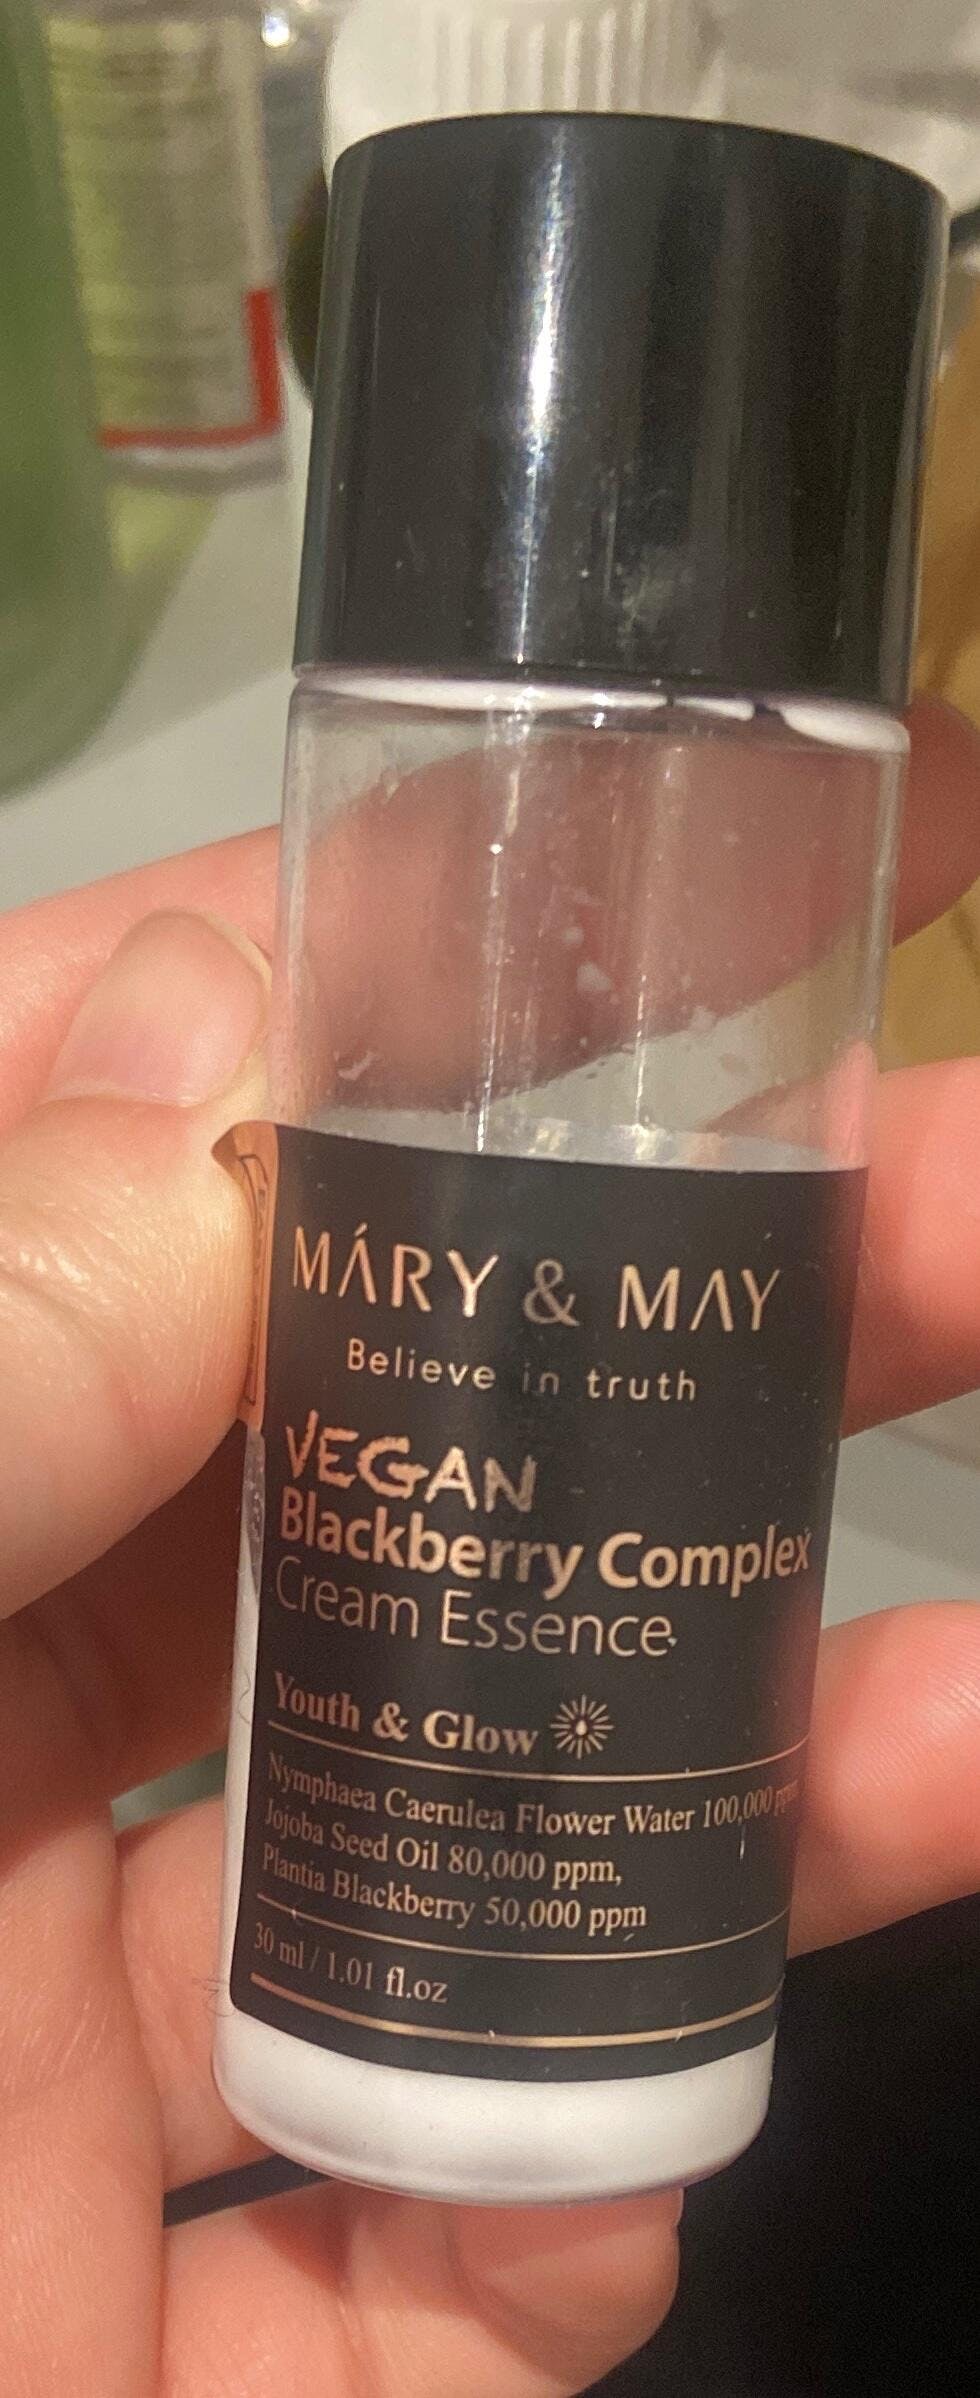 MÁRY & MAY
Believe in truth
VEGAN
Blackberry Complex
Cream Essence
Youth & Glow
Nymphaea Caerulea Flower Water 100,000 ppm
Jojoba Seed Oil 80,000 ppm,
Plantia Blackberry 50,000 ppm
30 ml / 1.01 fl.oz